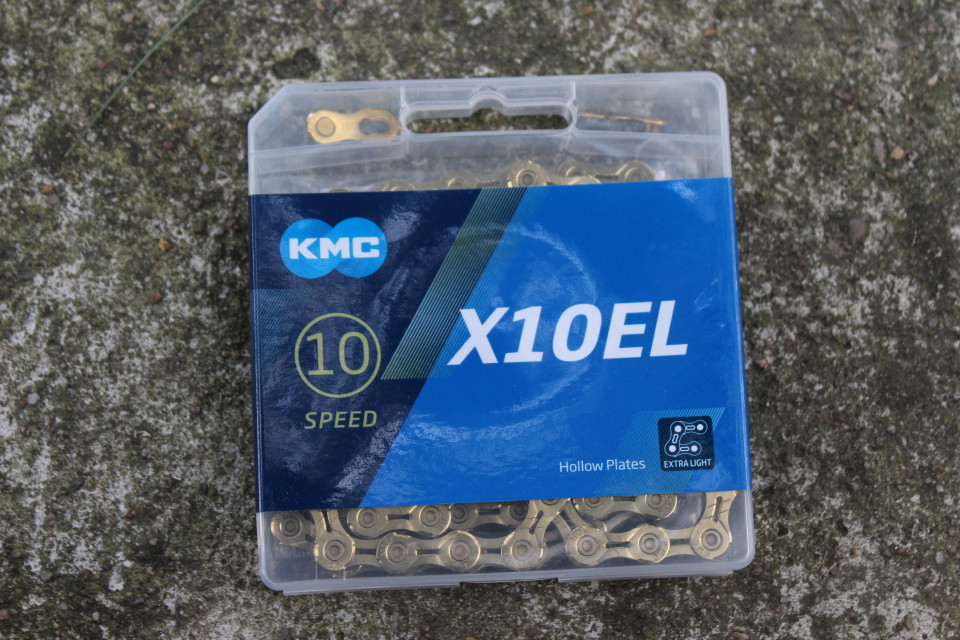 KMC
10
SPEED
X10EL
Hollow Plates
EXTRA LIGHT